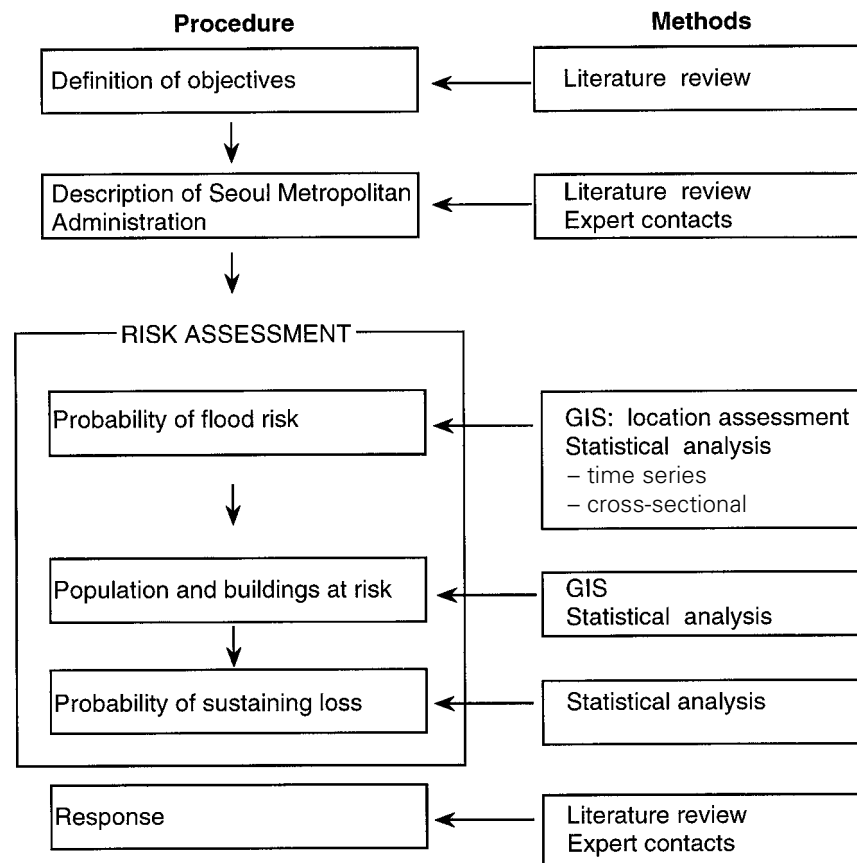 Procedure
Methods
Definition of objectives
Literature review
Description of Seoul Metropolitan
Administration
Literature review
Expert contacts
RISK ASSESSMENT
Probability of flood risk
GIS: location assessment
Statistical analysis
– time series
– cross-sectional
Population and buildings at risk
GIS
Statistical analysis
Probability of sustaining loss
Statistical analysis
Response
Literature review
Expert contacts